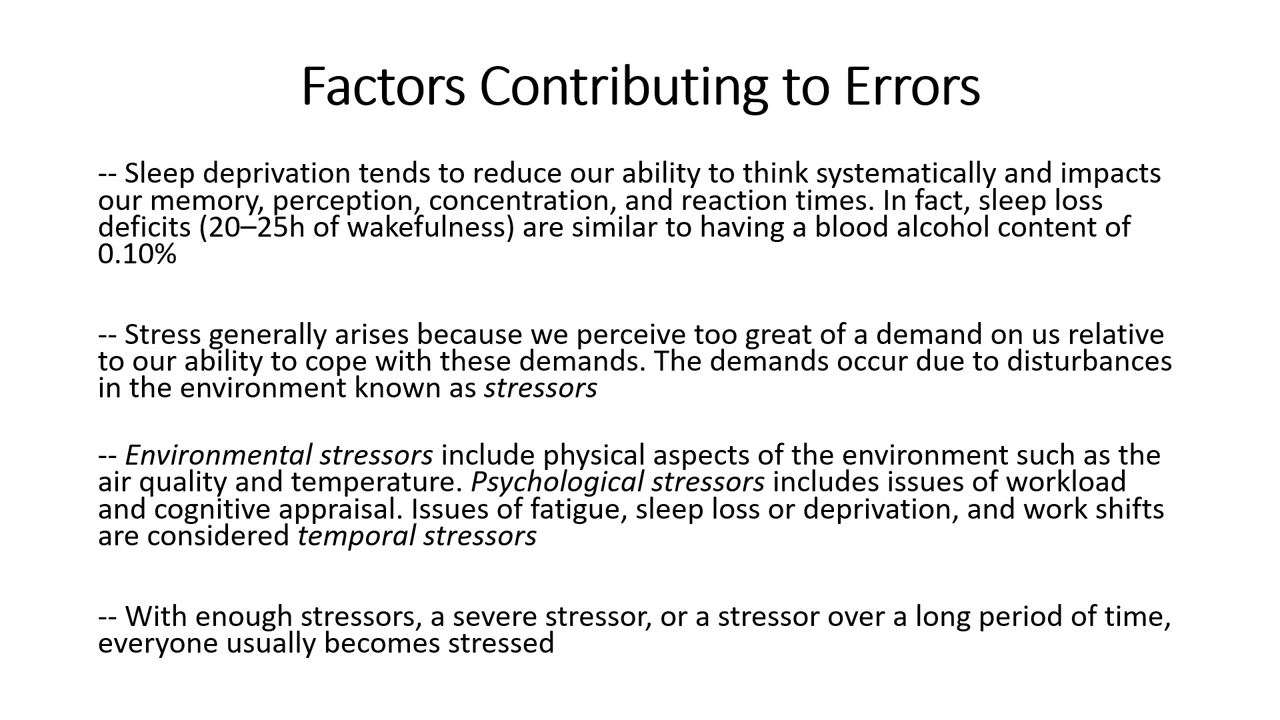 Factors Contributing to Errors
-- Sleep deprivation tends to reduce our ability to think systematically and impacts
our memory, perception, concentration, and reaction times. In fact, sleep loss
deficits (20–25h of wakefulness) are similar to having a blood alcohol content of
0.10%
-- Stress generally arises because we perceive too great of a demand on us relative
to our ability to cope with these demands. The demands occur due to disturbances
in the environment known as stressors
-- Environmental stressors include physical aspects of the environment such as the
air quality and temperature. Psychological stressors includes issues of workload
and cognitive appraisal. Issues of fatigue, sleep loss or deprivation, and work shifts
are considered temporal stressors
-- With enough stressors, a severe stressor, or a stressor over a long period of time,
everyone usually becomes stressed